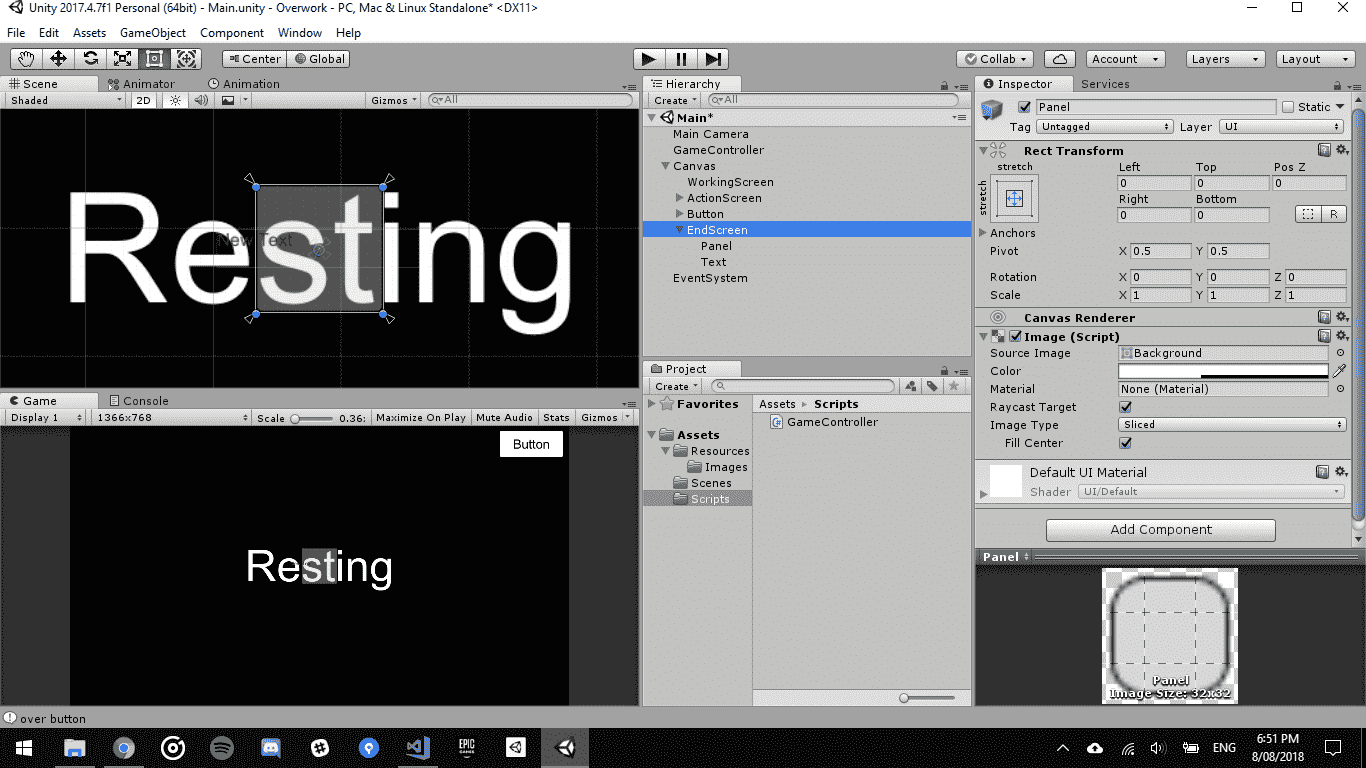 Unity 2017.4.7f1 Personal (64bit) - Main.unity - Overwork - PC, Mac & Linux Standalone* <DX11>
File Edit Assets GameObject Component Window Help
Center Global Collab Account Layers Layout
Scene Animator Animation
Shaded 2D Gizmos All
Resting
New Text
Game Console
Display 1 1366x768 Scale 0.36: Maximize On Play Mute Audio Stats Gizmos
Button
Resting
Hierarchy
Create All
Main*
Main Camera
GameController
Canvas
WorkingScreen
ActionScreen
Button
EndScreen
Panel
Text
EventSystem
Project
Create
Favorites
Assets
Resources
Images
Scenes
Scripts
Assets Scripts
GameController
Inspector Services
Panel Static
Tag Untagged Layer UI
Rect Transform
stretch Left Top Pos Z
stretch
0 0 0
Right Bottom
0 0 R
Anchors
Pivot X 0.5 Y 0.5
Rotation X 0 Y 0 Z 0
Scale X 1 Y 1 Z 1
Canvas Renderer
Image (Script)
Source Image Background
Color
Material None (Material)
Raycast Target
Image Type Sliced
Fill Center
Default UI Material
Shader UI/Default
Add Component
Panel
Panel
Image Size: 32x32
over button
EPIC
GAMES
ENG
6:51 PM
8/08/2018